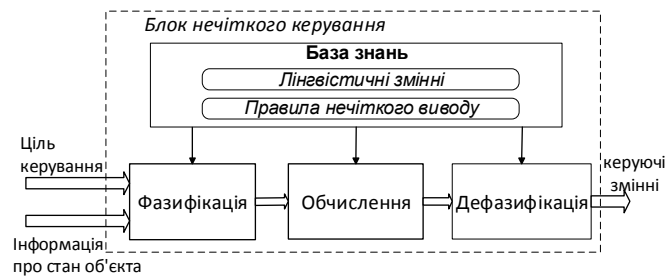 Блок нечіткого керування
База знань
Лінгвістичні змінні
Правила нечіткого виводу
Ціль
керування
Фазифікація
Обчислення
Дефазифікація
керуючі
змінні
Інформація
про стан об'єкта